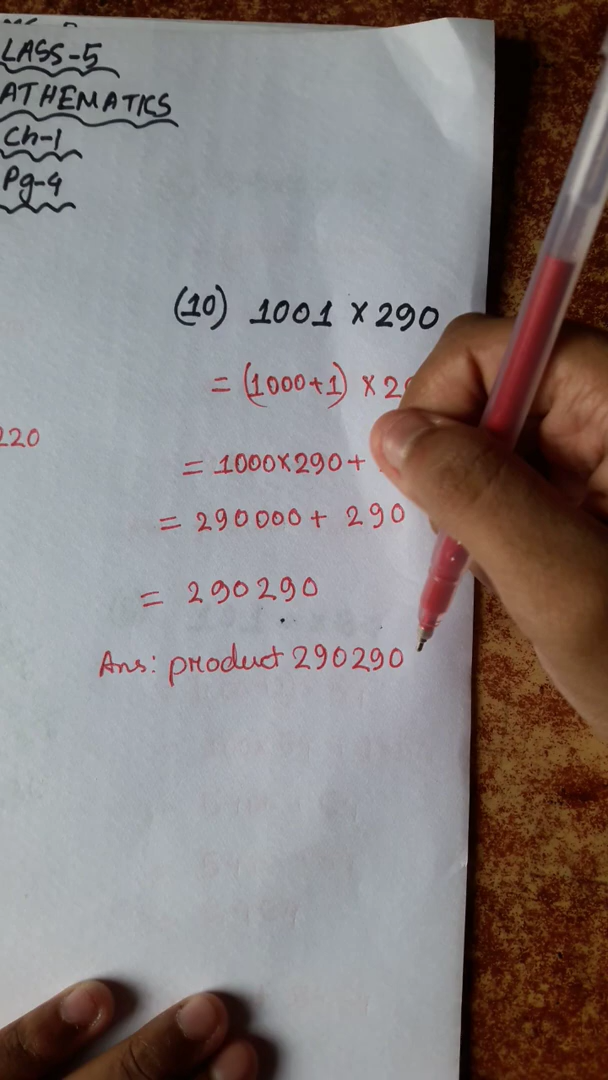 LASS-5
ATHEMATICS
Ch-1
Pg-4
(10) 1001 x 290
= (1000+1) x 2
220
= 1000x290+
= 290000+ 290
= 290290
Ans: product 290290